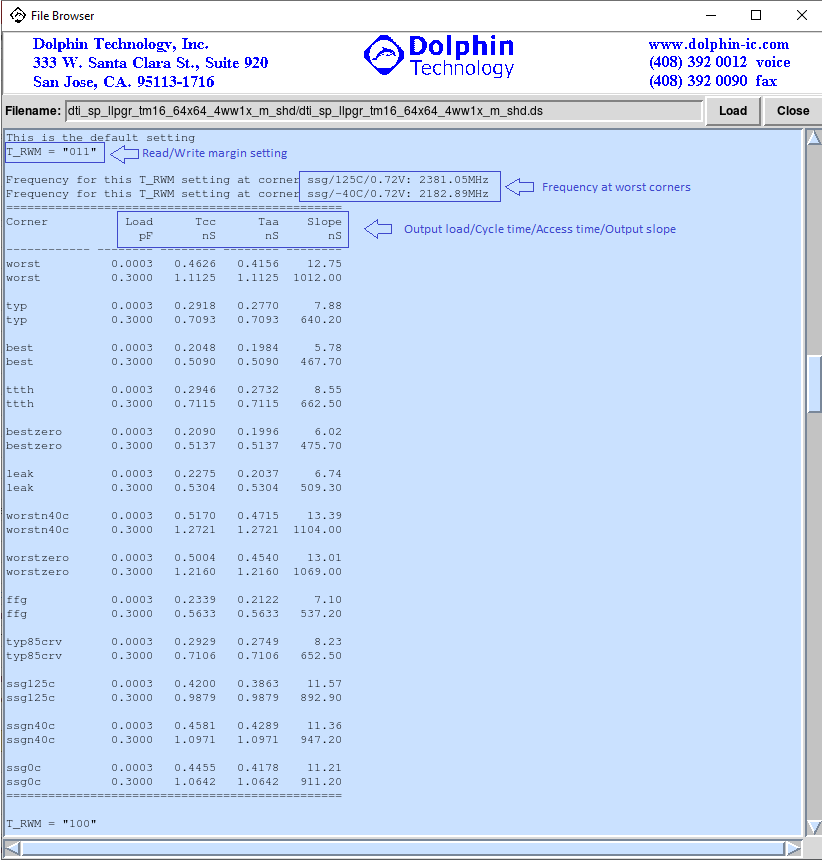 File Browser
Dolphin Technology, Inc.
333 W. Santa Clara St., Suite 920
San Jose, CA. 95113-1716
Dolphin
Technology
www.dolphin-ic.com
(408) 392 0012 voice
(408) 392 0090 fax
Filename: dti_sp_llpgr_tm16_64x64_4ww1x_m_shd/dti_sp_llpgr_tm16_64x64_4ww1x_m_shd.ds Load Close
This is the default setting
T_RWM = "011" Read/Write margin setting
Frequency for this T_RWM setting at corner ssg/125C/0.72V: 2381.05MHz
Frequency for this T_RWM setting at corner ssg/-40C/0.72V: 2182.89MHz
Frequency at worst corners
================================================
Corner Load Tcc Taa Slope
pF nS nS nS
Output load/Cycle time/Access time/Output slope
------------ -------- -------- -------- --------
worst 0.0003 0.4626 0.4156 12.75
worst 0.3000 1.1125 1.1125 1012.00
typ 0.0003 0.2918 0.2770 7.88
typ 0.3000 0.7093 0.7093 640.20
best 0.0003 0.2048 0.1984 5.78
best 0.3000 0.5090 0.5090 467.70
ttth 0.0003 0.2946 0.2732 8.55
ttth 0.3000 0.7115 0.7115 662.50
bestzero 0.0003 0.2090 0.1996 6.02
bestzero 0.3000 0.5137 0.5137 475.70
leak 0.0003 0.2275 0.2037 6.74
leak 0.3000 0.5304 0.5304 509.30
worstn40c 0.0003 0.5170 0.4715 13.39
worstn40c 0.3000 1.2721 1.2721 1104.00
worstzero 0.0003 0.5004 0.4540 13.01
worstzero 0.3000 1.2160 1.2160 1069.00
ffg 0.0003 0.2339 0.2122 7.10
ffg 0.3000 0.5633 0.5633 537.20
typ85crv 0.0003 0.2929 0.2749 8.23
typ85crv 0.3000 0.7106 0.7106 652.50
ssg125c 0.0003 0.4200 0.3863 11.57
ssg125c 0.3000 0.9879 0.9879 892.90
ssgn40c 0.0003 0.4581 0.4289 11.36
ssgn40c 0.3000 1.0971 1.0971 947.20
ssg0c 0.0003 0.4455 0.4178 11.21
ssg0c 0.3000 1.0642 1.0642 911.20
================================================
T_RWM = "100"